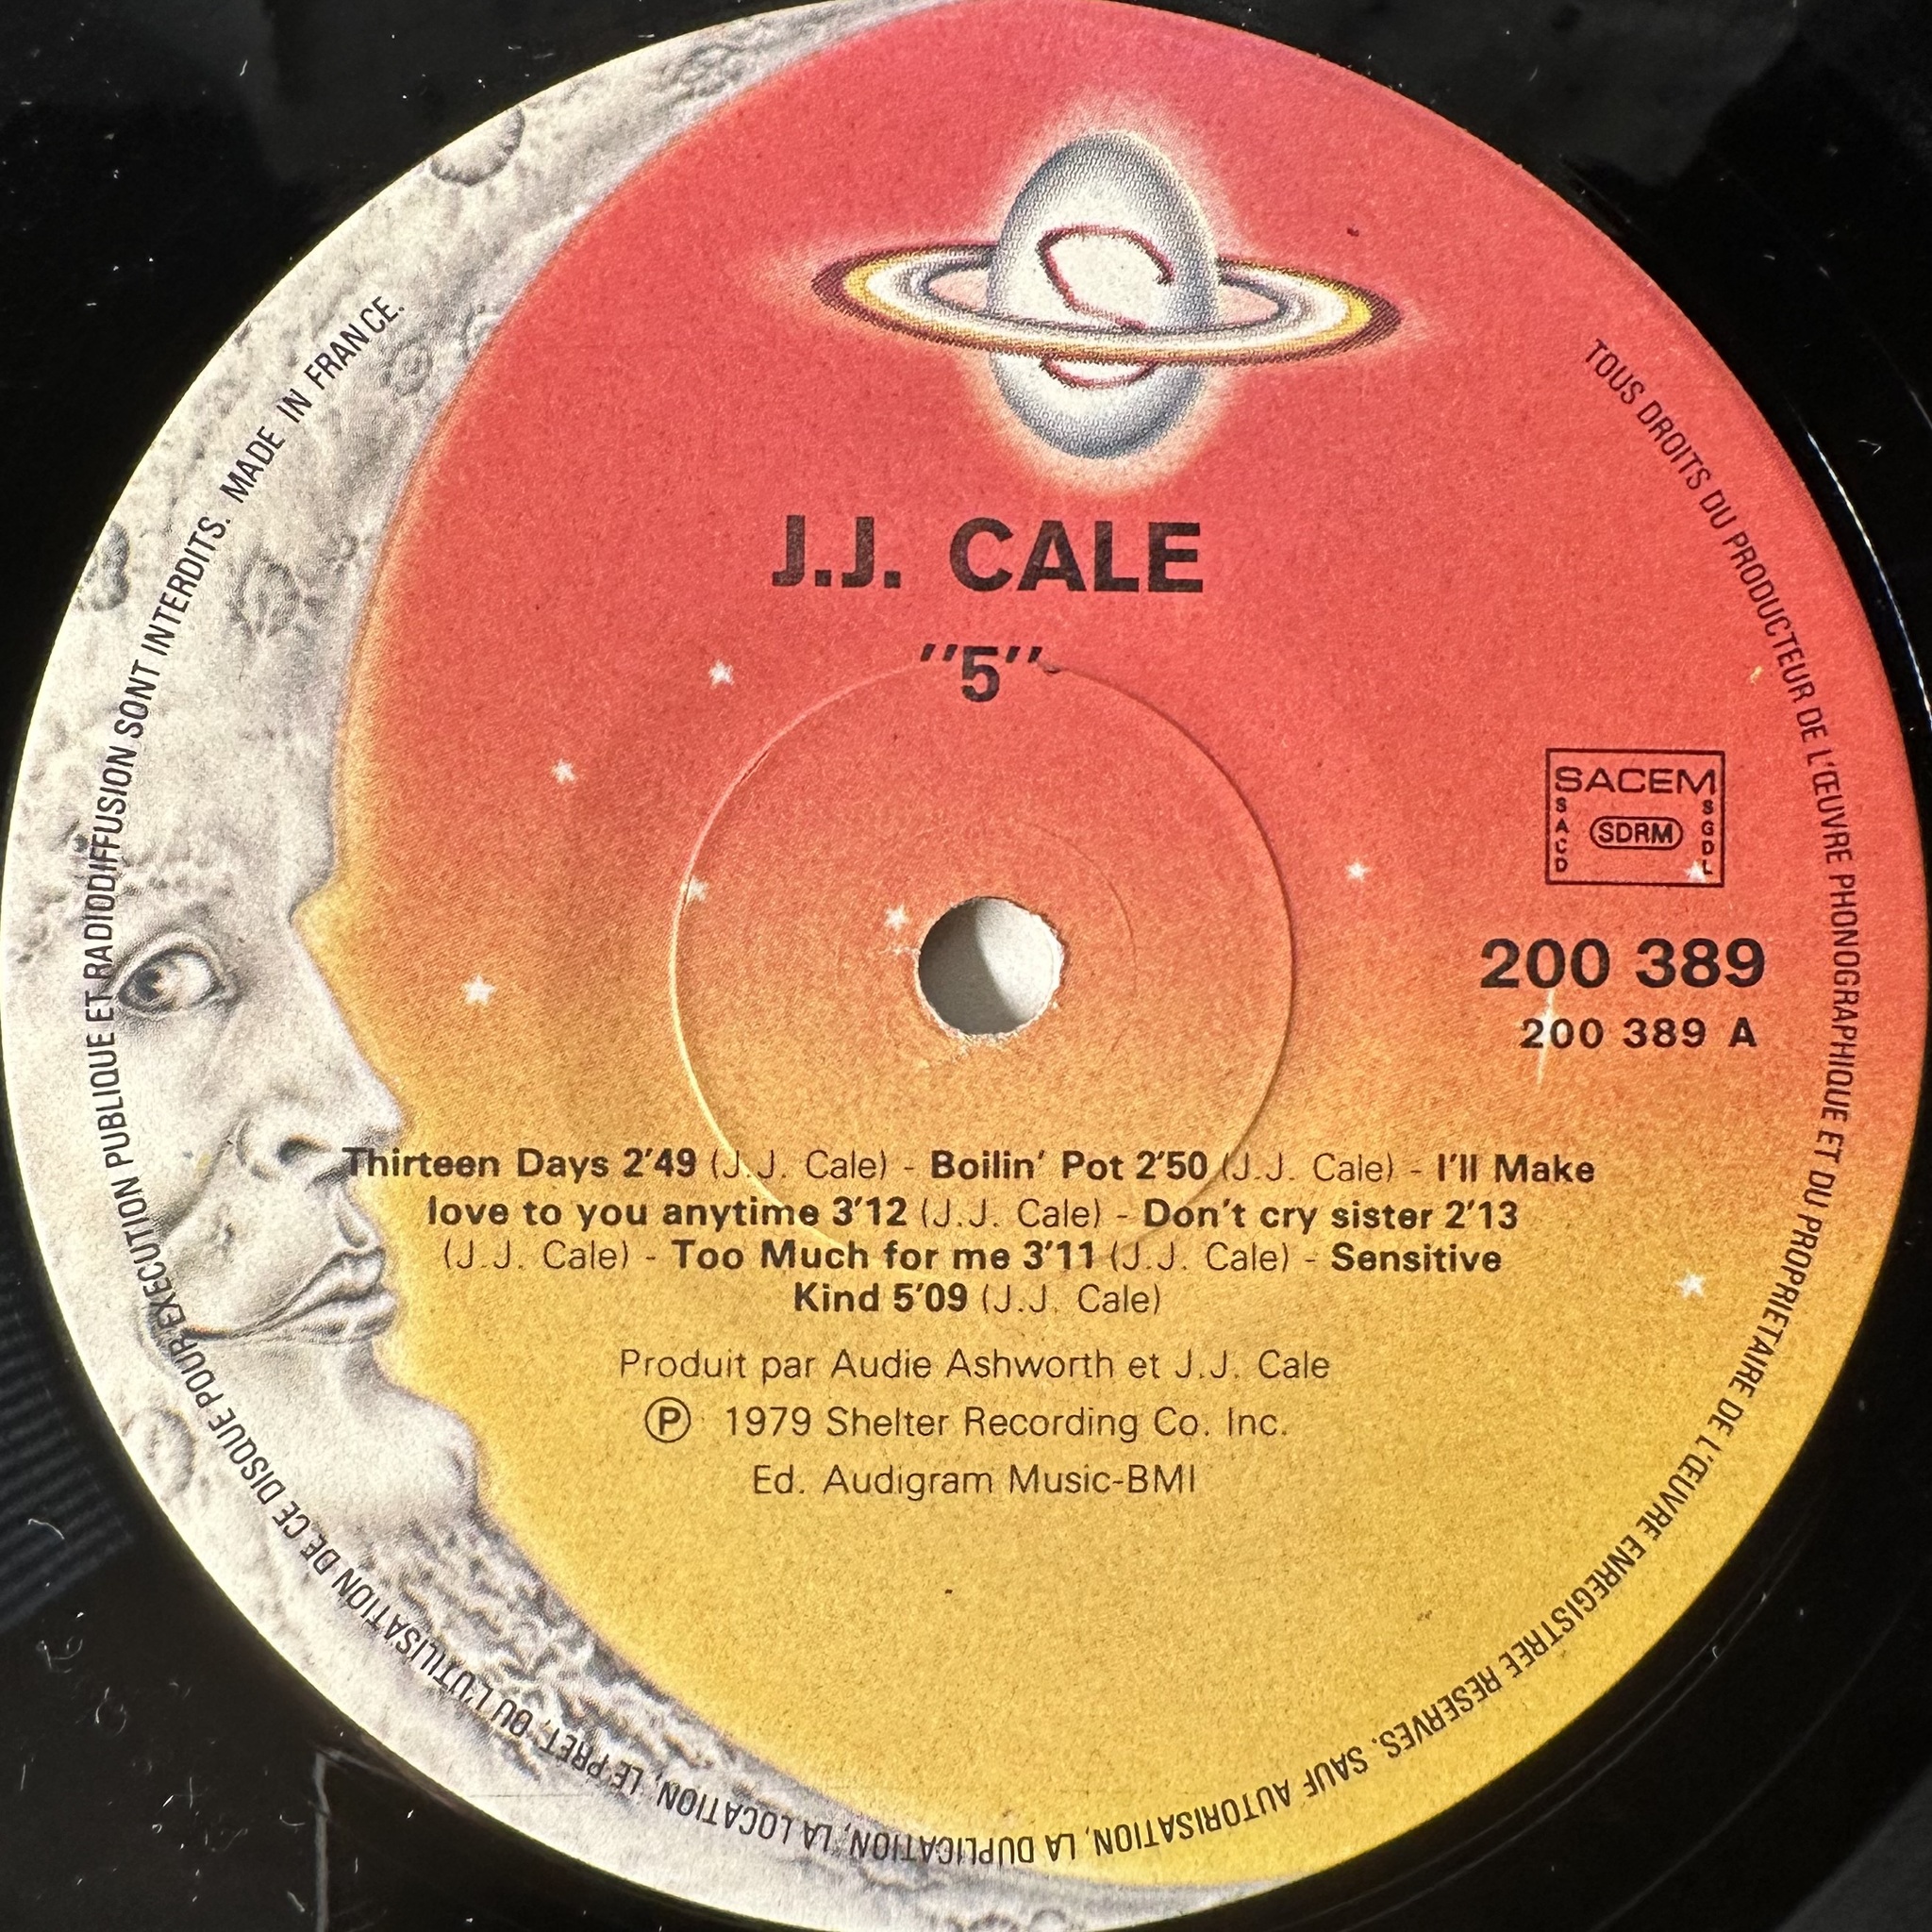 J.J. CALE
"5"
SACEM
SACD
SDRM
SGDL
200 389
200 389 A
Thirteen Days 2'49 (J.J. Cale) - Boilin' Pot 2'50 (J.J. Cale) - I'll Make
love to you anytime 3'12 (J.J. Cale) - Don't cry sister 2'13
(J.J. Cale) - Too Much for me 3'11 (J.J. Cale) - Sensitive
Kind 5'09 (J.J. Cale)
Produit par Audie Ashworth et J.J. Cale
Ⓟ 1979 Shelter Recording Co. Inc.
Ed. Audigram Music-BMI
TOUS DROITS DU PRODUCTEUR DE L'ŒUVRE PHONOGRAPHIQUE ET DU PROPRIETAIRE DE L'ŒUVRE ENREGISTREE RESERVES. SAUF AUTORISATION, LA DUPLICATION, LA LOCATION, LE PRET, OU L'UTILISATION DE CE DISQUE POUR EXECUTION PUBLIQUE ET RADIODIFFUSION SONT INTERDITS. MADE IN FRANCE.